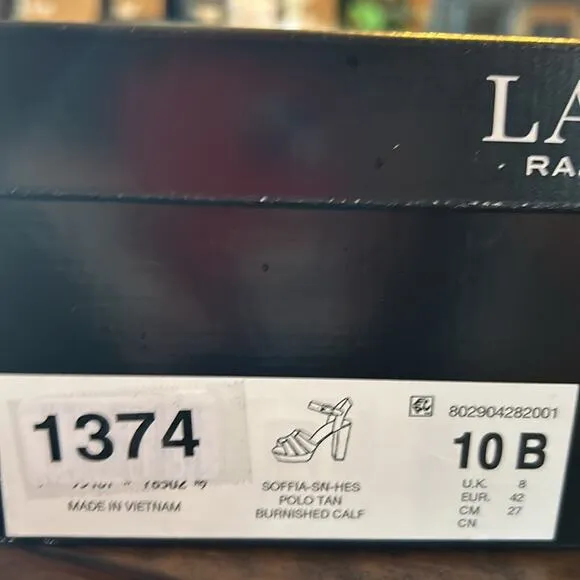 LA
RA
1374
MADE IN VIETNAM
SOFFIA-SN-HES
POLO TAN
BURNISHED CALF
802904282001
10 B
U.K. 8
EUR. 42
CM 27
CN